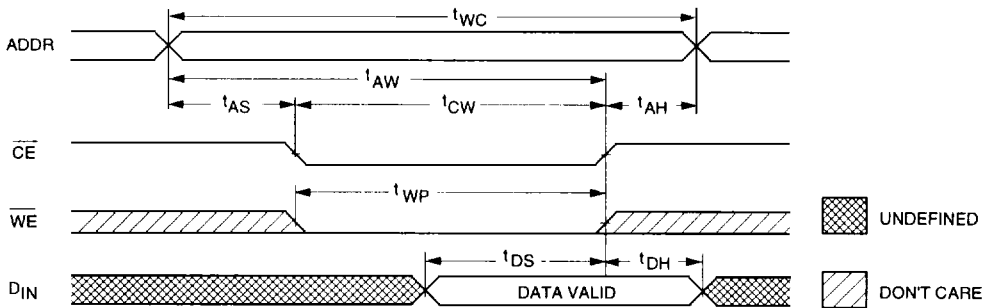 tWC
ADDR
tAW
tAS
tCW
tAH
CE
tWP
WE
UNDEFINED
tDS
tDH
DIN
DATA VALID
DON'T CARE